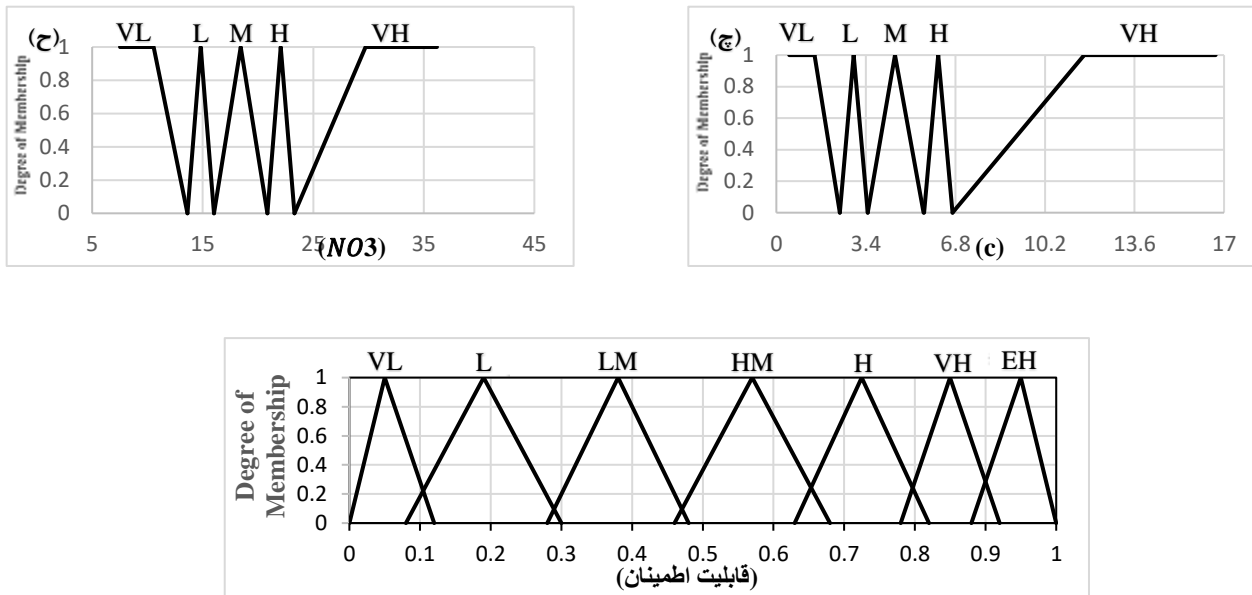 (ح) VL L M H VH
Degree of Membership
1
0.8
0.6
0.4
0.2
0
5 15 25 35 45
(NO3)
(چ) VL L M H VH
Degree of Membership
1
0.8
0.6
0.4
0.2
0
0 3.4 6.8 10.2 13.6 17
(c)
VL L LM HM H VH EH
Degree of
Membership
1
0.8
0.6
0.4
0.2
0
0 0.1 0.2 0.3 0.4 0.5 0.6 0.7 0.8 0.9 1
(قابلیت اطمینان)